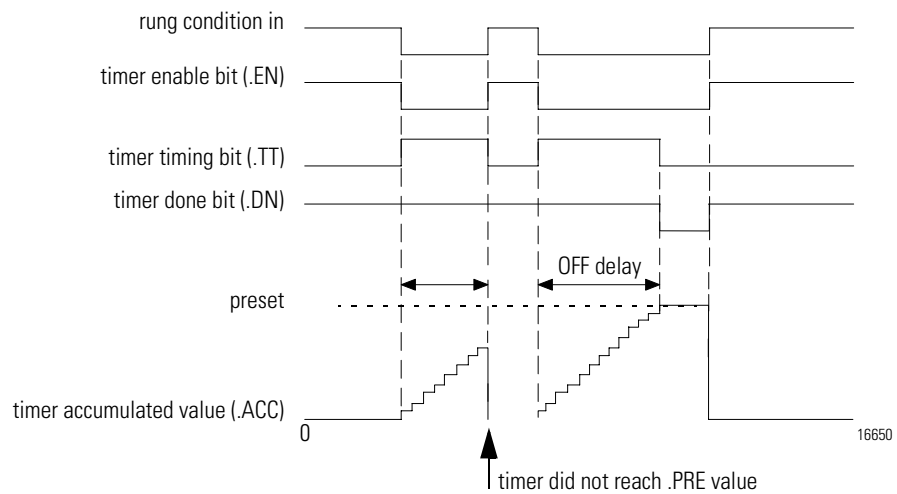 rung condition in
timer enable bit (.EN)
timer timing bit (.TT)
timer done bit (.DN)
OFF delay
preset
timer accumulated value (.ACC)
0
16650
timer did not reach .PRE value